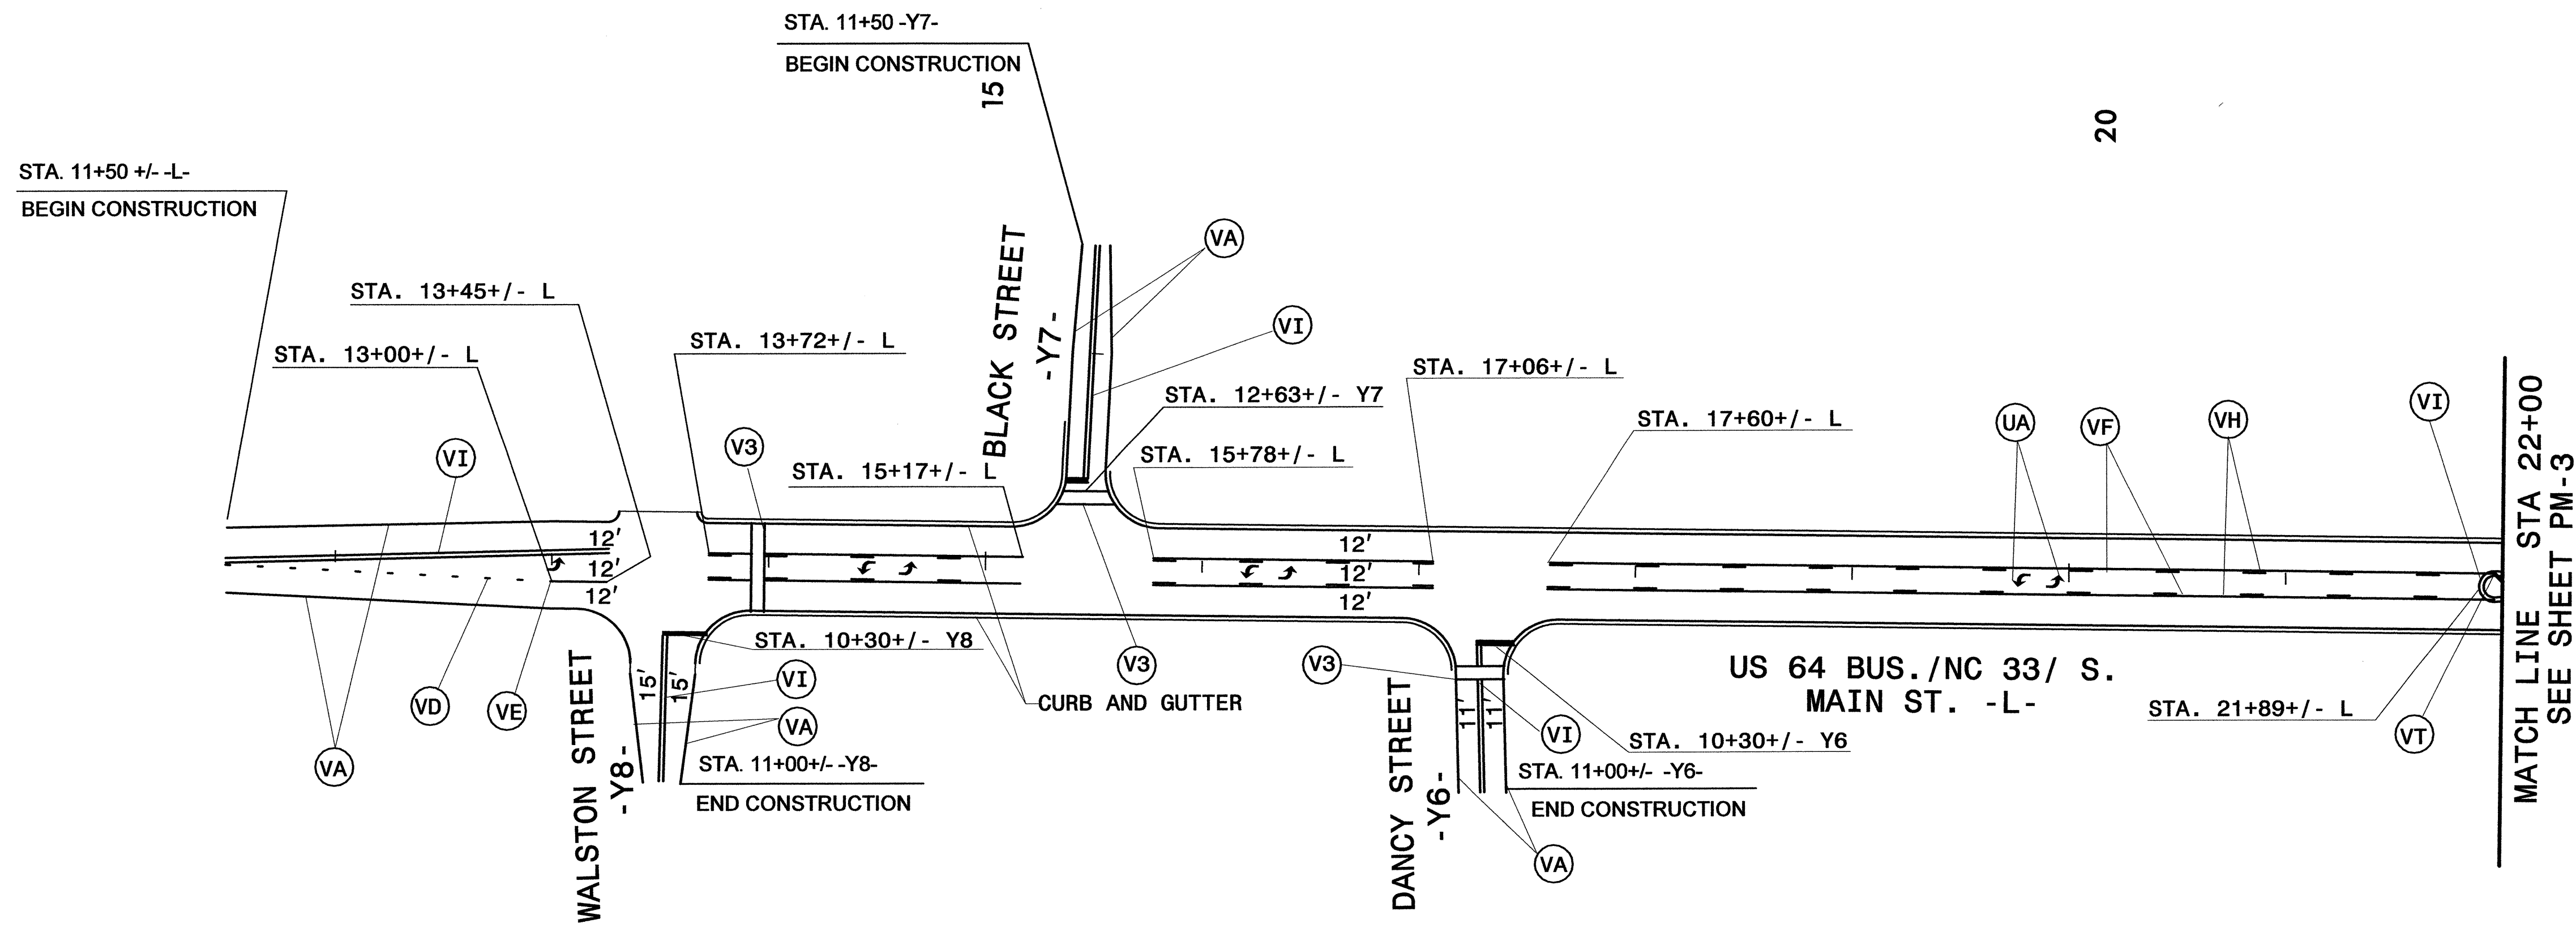 STA. 11+50 -Y7-
BEGIN CONSTRUCTION
15
20
STA. 11+50 +/- -L-
BEGIN CONSTRUCTION
STA. 13+45+/- L
STA. 13+00+/- L
STA. 13+72+/- L
BLACK STREET
-Y7-
VA
VI
STA. 12+63+/- Y7
STA. 17+06+/- L
STA. 15+78+/- L
STA. 17+60+/- L
UA
VF
VH
VI
VI
V3
STA. 15+17+/- L
12'
12'
12'
12'
12'
12'
STA. 10+30+/- Y8
15'
15'
VI
VA
V3
V3
CURB AND GUTTER
VD
VE
VA
WALSTON STREET
-Y8-
STA. 11+00+/- -Y8-
END CONSTRUCTION
DANCY STREET
-Y6-
11'
11'
VI
STA. 10+30+/- Y6
STA. 11+00+/- -Y6-
END CONSTRUCTION
VA
US 64 BUS./NC 33/ S.
MAIN ST. -L-
STA. 21+89+/- L
VT
MATCH LINE STA 22+00
SEE SHEET PM-3